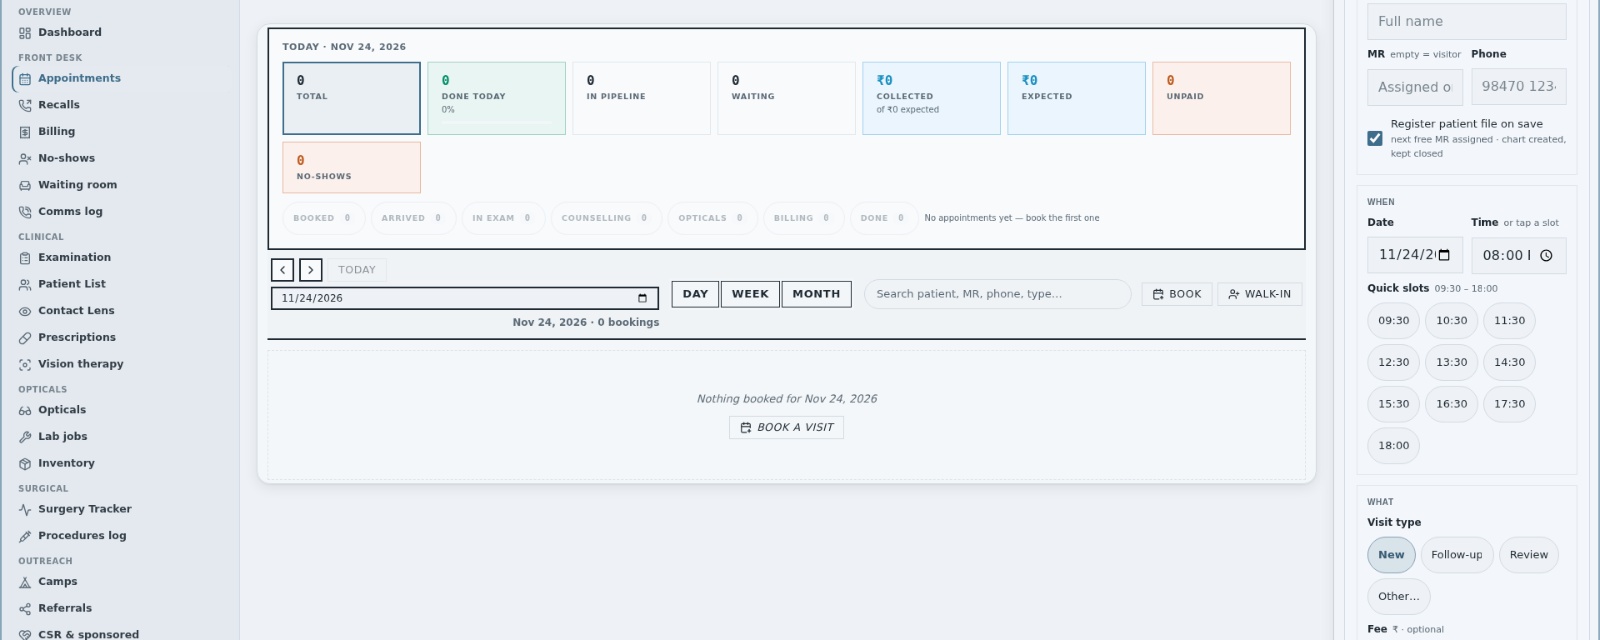 OVERVIEW
Dashboard
FRONT DESK
Appointments
Recalls
Billing
No-shows
Waiting room
Comms log
CLINICAL
Examination
Patient List
Contact Lens
Prescriptions
Vision therapy
OPTICALS
Opticals
Lab jobs
Inventory
SURGICAL
Surgery Tracker
Procedures log
OUTREACH
Camps
Referrals
CSR & sponsored
TODAY · NOV 24, 2026
0
TOTAL
0
DONE TODAY
0%
0
IN PIPELINE
0
WAITING
₹0
COLLECTED
of ₹0 expected
₹0
EXPECTED
0
UNPAID
0
NO-SHOWS
BOOKED 0 ARRIVED 0 IN EXAM 0 COUNSELLING 0 OPTICALS 0 BILLING 0 DONE 0 No appointments yet — book the first one
TODAY
11/24/2026
Nov 24, 2026 · 0 bookings
DAY WEEK MONTH
Search patient, MR, phone, type…
BOOK WALK-IN
Nothing booked for Nov 24, 2026
BOOK A VISIT
Full name
MR empty = visitor Phone
Assigned o 98470 123
Register patient file on save
next free MR assigned · chart created,
kept closed
WHEN
Date Time or tap a slot
11/24/2 08:00
Quick slots 09:30 – 18:00
09:30 10:30 11:30
12:30 13:30 14:30
15:30 16:30 17:30
18:00
WHAT
Visit type
New Follow-up Review
Other…
Fee ₹ · optional